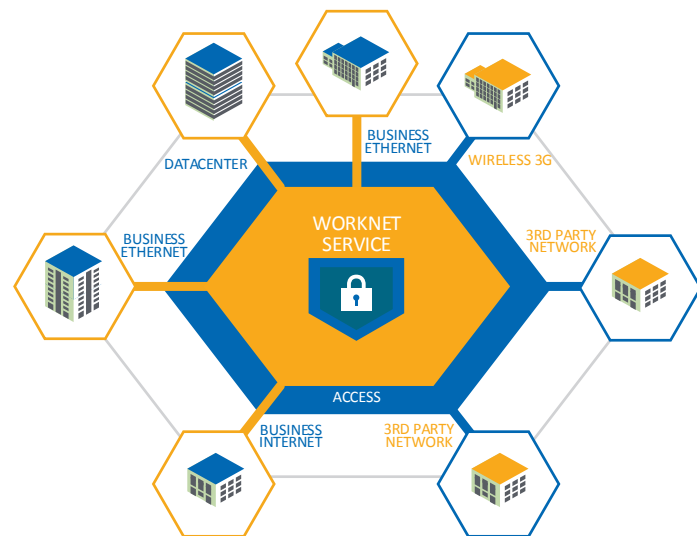 BUSINESS
ETHERNET
DATACENTER
WIRELESS 3G
WORKNET
SERVICE
BUSINESS
ETHERNET
3RD PARTY
NETWORK
ACCESS
BUSINESS
INTERNET
3RD PARTY
NETWORK